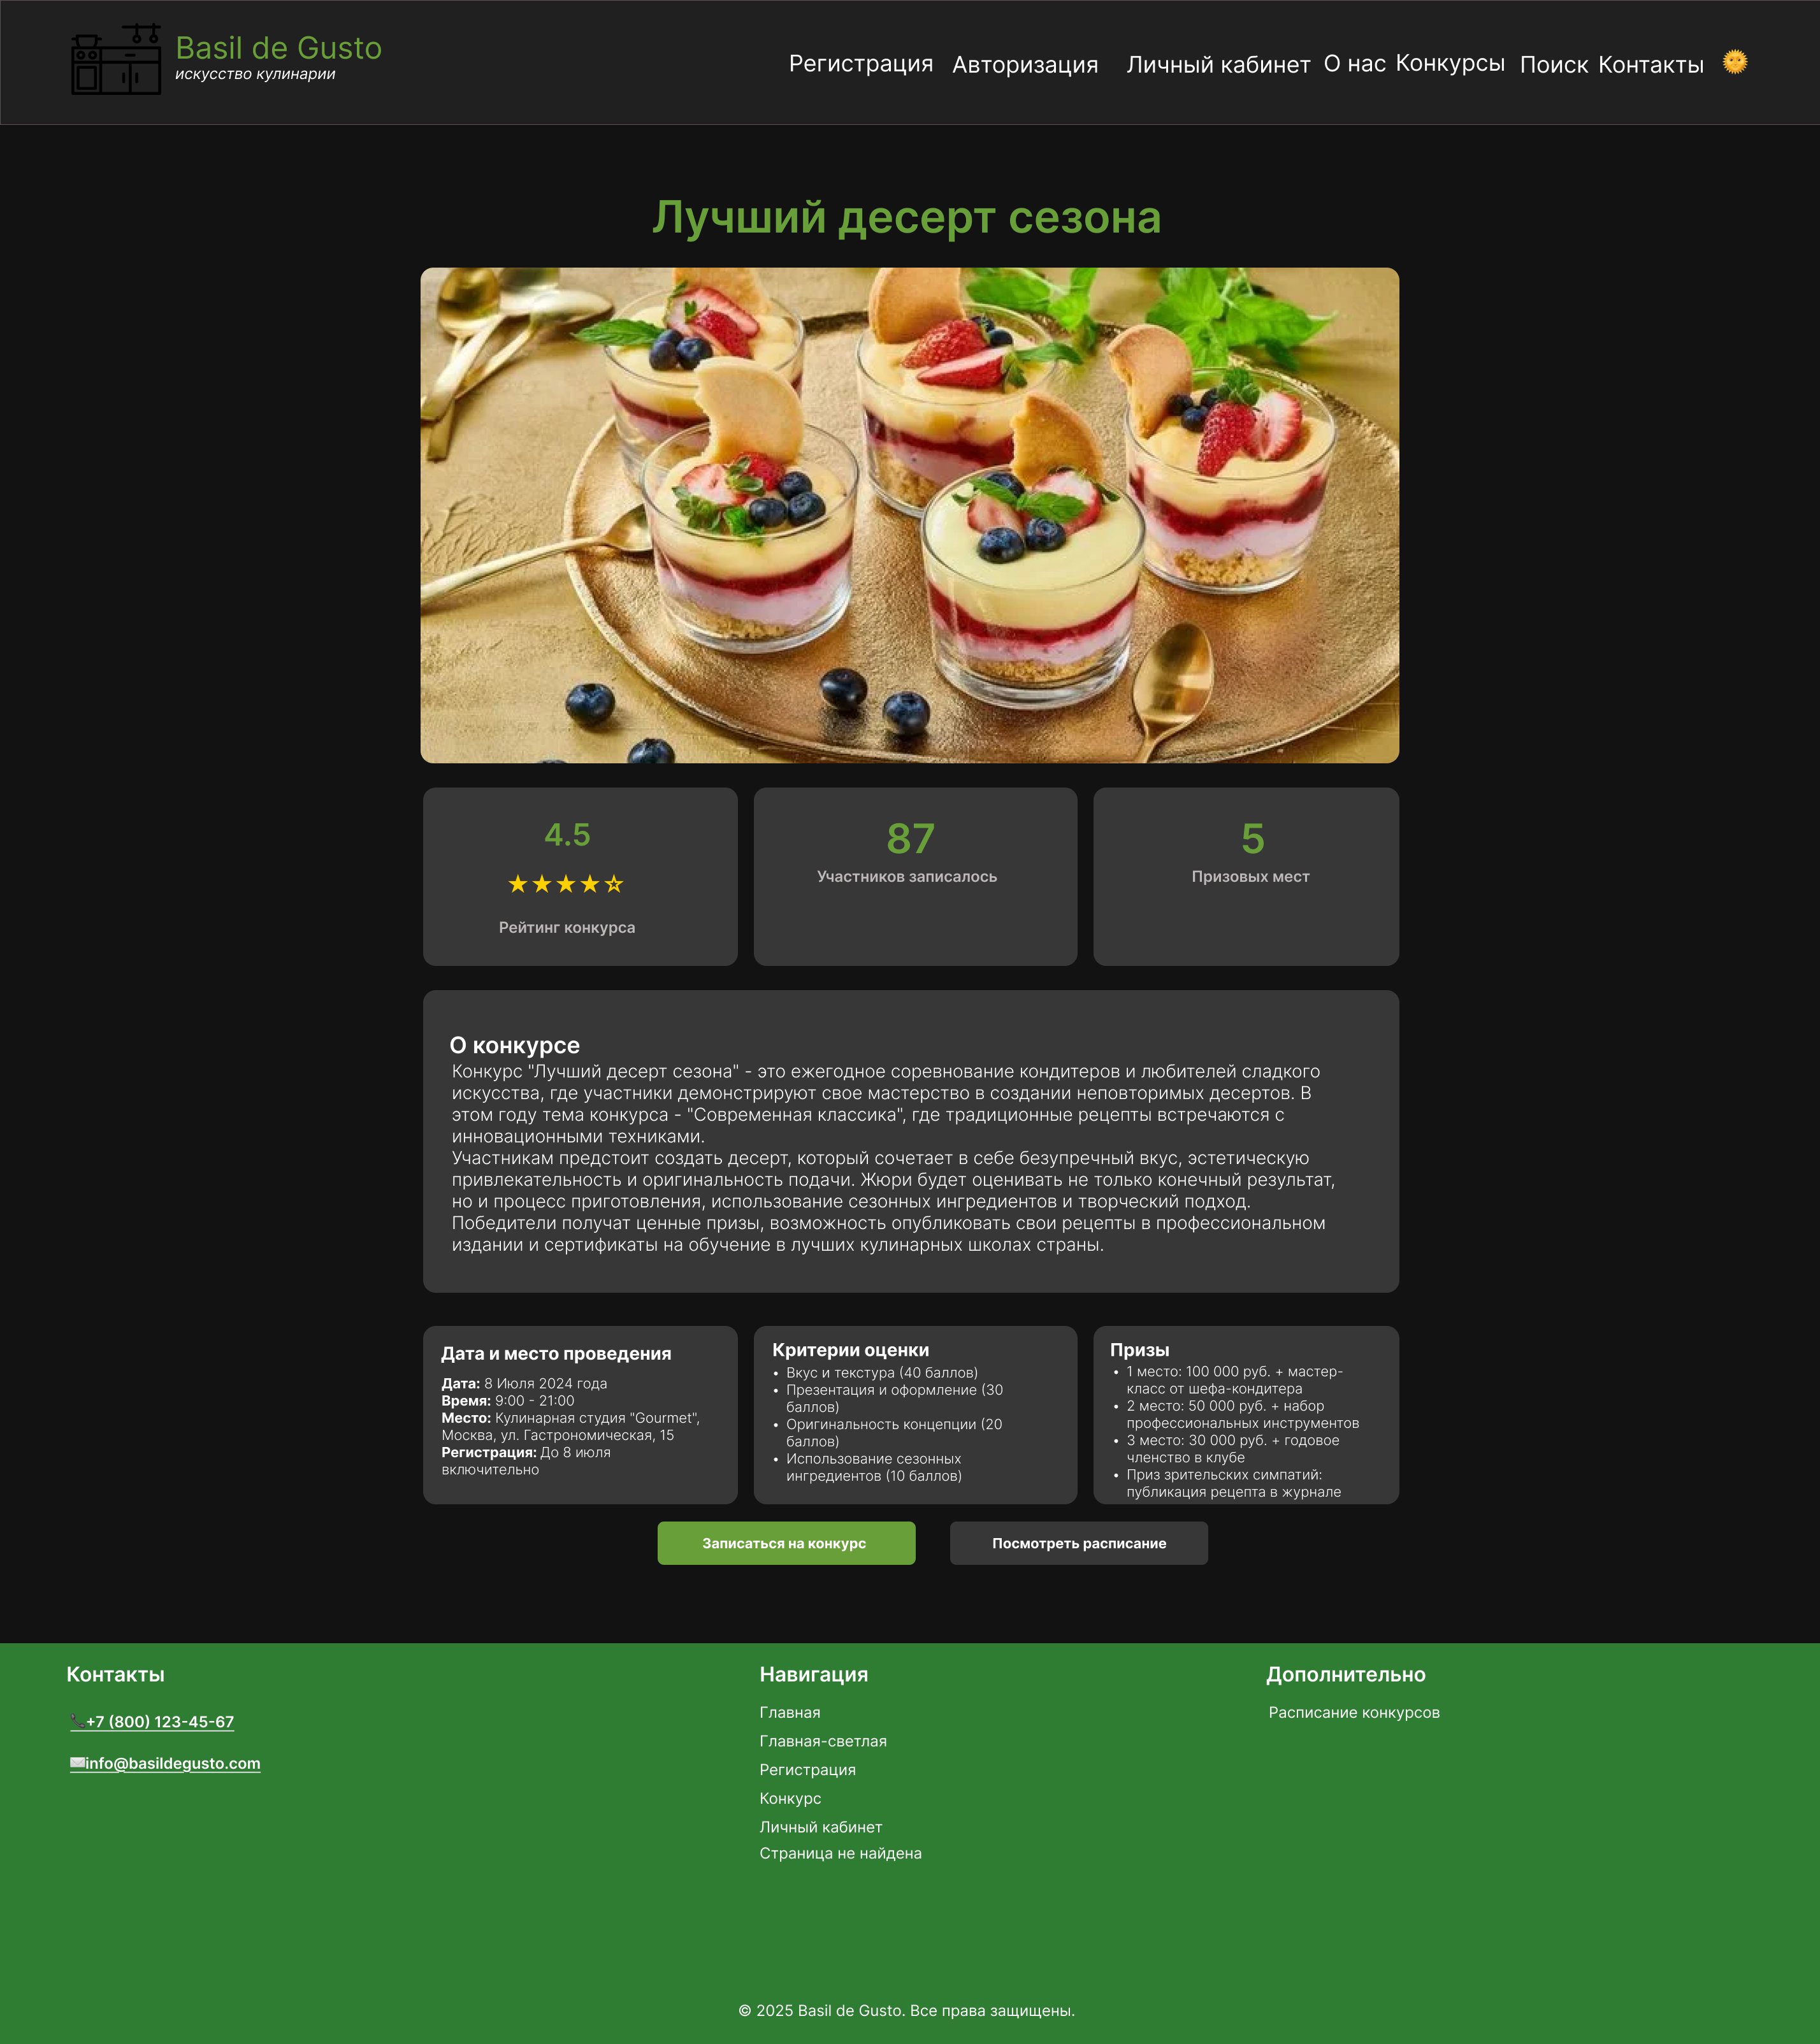 Basil de Gusto
искусство кулинарии
Регистрация Авторизация Личный кабинет О нас Конкурсы Поиск Контакты
Лучший десерт сезона
4.5
★★★★☆
Рейтинг конкурса
87
Участников записалось
5
Призовых мест
О конкурсе
Конкурс "Лучший десерт сезона" - это ежегодное соревнование кондитеров и любителей сладкого
искусства, где участники демонстрируют свое мастерство в создании неповторимых десертов. В
этом году тема конкурса - "Современная классика", где традиционные рецепты встречаются с
инновационными техниками.
Участникам предстоит создать десерт, который сочетает в себе безупречный вкус, эстетическую
привлекательность и оригинальность подачи. Жюри будет оценивать не только конечный результат,
но и процесс приготовления, использование сезонных ингредиентов и творческий подход.
Победители получат ценные призы, возможность опубликовать свои рецепты в профессиональном
издании и сертификаты на обучение в лучших кулинарных школах страны.
Дата и место проведения
Дата: 8 Июля 2024 года
Время: 9:00 - 21:00
Место: Кулинарная студия "Gourmet",
Москва, ул. Гастрономическая, 15
Регистрация: До 8 июля
включительно
Критерии оценки
• Вкус и текстура (40 баллов)
• Презентация и оформление (30
баллов)
• Оригинальность концепции (20
баллов)
• Использование сезонных
ингредиентов (10 баллов)
Призы
• 1 место: 100 000 руб. + мастер-
класс от шефа-кондитера
• 2 место: 50 000 руб. + набор
профессиональных инструментов
• 3 место: 30 000 руб. + годовое
членство в клубе
• Приз зрительских симпатий:
публикация рецепта в журнале
Записаться на конкурс
Посмотреть расписание
Контакты
+7 (800) 123-45-67
info@basildegusto.com
Навигация
Главная
Главная-светлая
Регистрация
Конкурс
Личный кабинет
Страница не найдена
Дополнительно
Расписание конкурсов
© 2025 Basil de Gusto. Все права защищены.